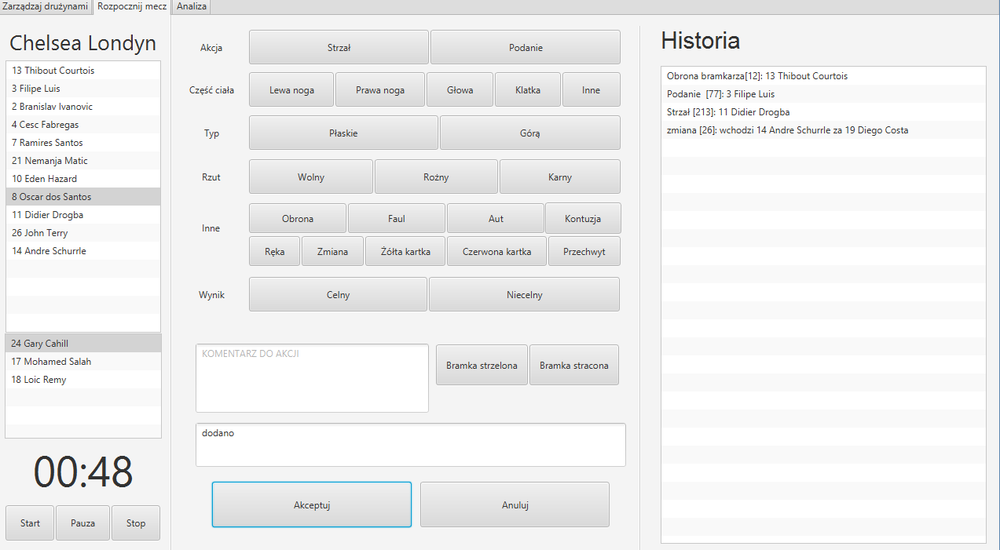 Zarządzaj drużynami Rozpocznij mecz Analiza
Chelsea Londyn
13 Thibout Courtois
3 Filipe Luis
2 Branislav Ivanovic
4 Cesc Fabregas
7 Ramires Santos
21 Nemanja Matic
10 Eden Hazard
8 Oscar dos Santos
11 Didier Drogba
26 John Terry
14 Andre Schurrle
24 Gary Cahill
17 Mohamed Salah
18 Loic Remy
00:48
Start Pauza Stop
Akcja Strzał Podanie
Część ciała Lewa noga Prawa noga Głowa Klatka Inne
Typ Płaskie Górą
Rzut Wolny Rożny Karny
Inne
Obrona Faul Aut Kontuzja
Ręka Zmiana Żółta kartka Czerwona kartka Przechwyt
Wynik Celny Niecelny
KOMENTARZ DO AKCJI
Bramka strzelona Bramka stracona
dodano
Akceptuj Anuluj
Historia
Obrona bramkarza[12]: 13 Thibout Courtois
Podanie [77]: 3 Filipe Luis
Strzał [213]: 11 Didier Drogba
zmiana [26]: wchodzi 14 Andre Schurrle za 19 Diego Costa